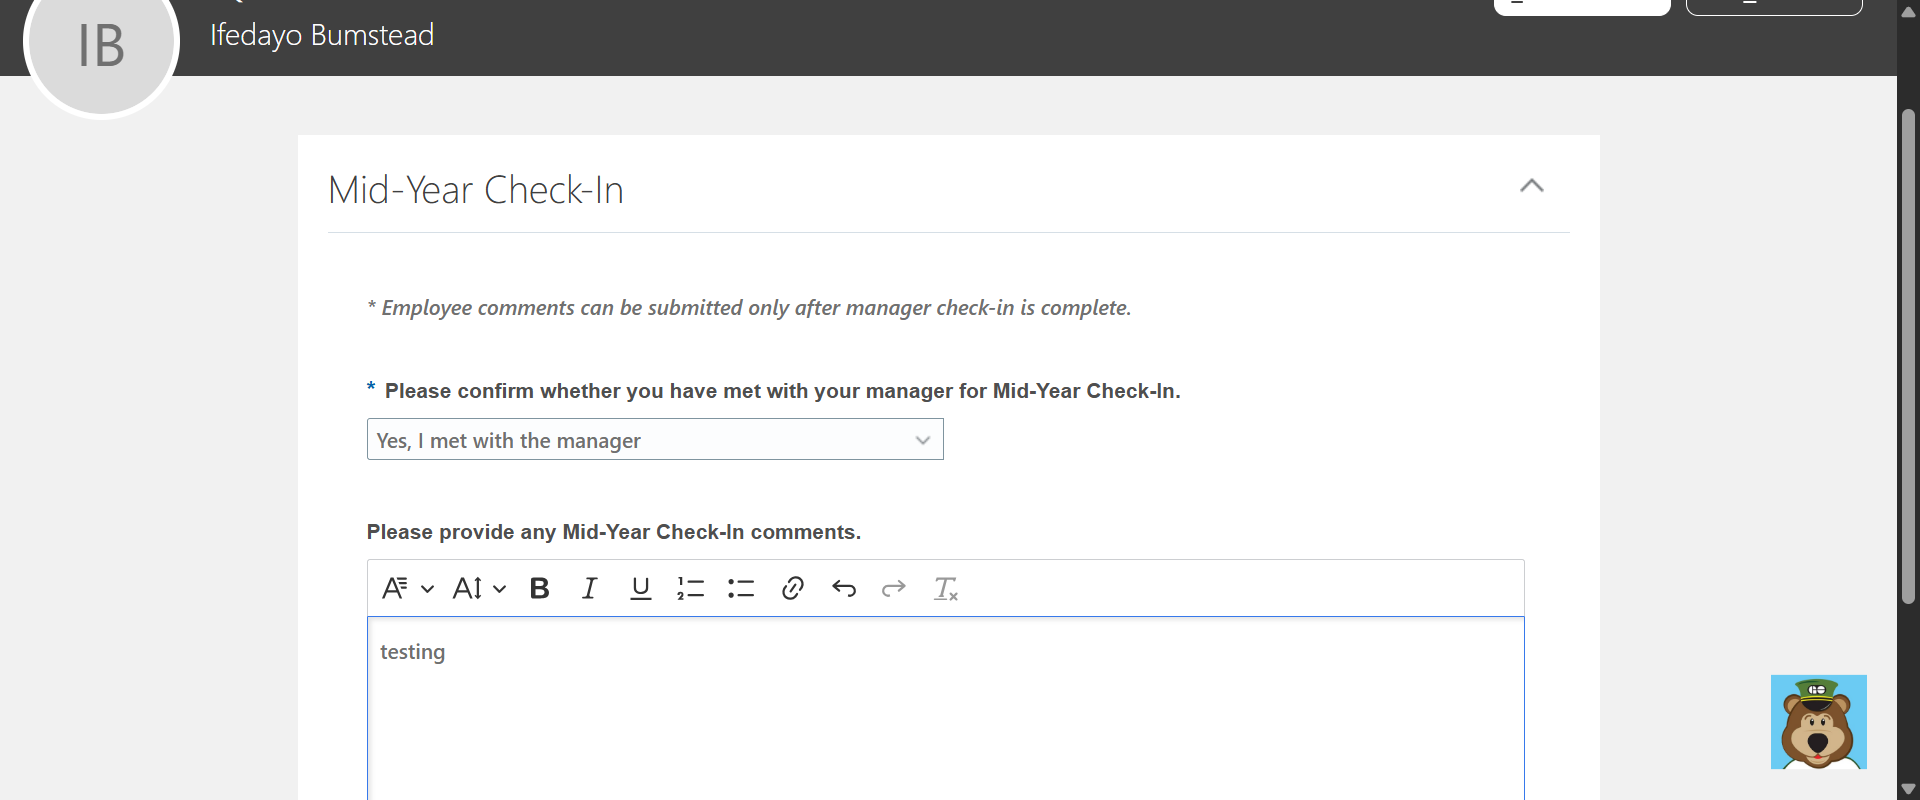 IB
Ifedayo Bumstead
Mid-Year Check-In
* Employee comments can be submitted only after manager check-in is complete.
* Please confirm whether you have met with your manager for Mid-Year Check-In.
Yes, I met with the manager
Please provide any Mid-Year Check-In comments.
testing